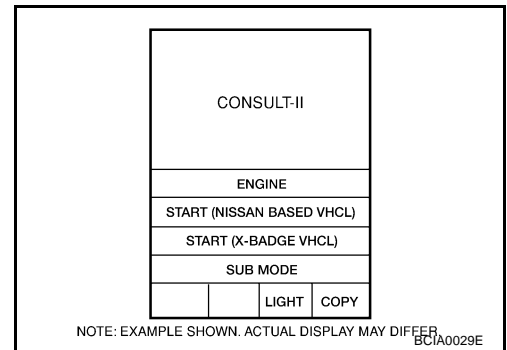 CONSULT-II
ENGINE
START (NISSAN BASED VHCL)
START (X-BADGE VHCL)
SUB MODE
LIGHT COPY
NOTE: EXAMPLE SHOWN. ACTUAL DISPLAY MAY DIFFER.
BCIA0029E